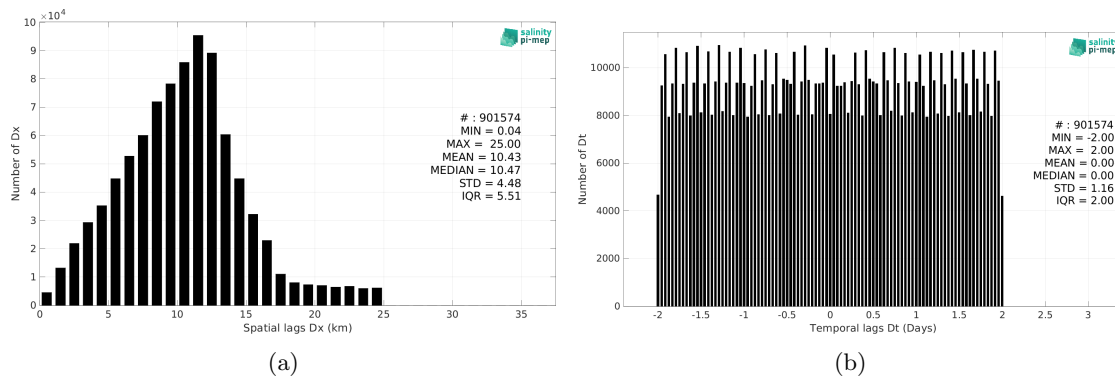 ×10⁴
10
9
8
7
6
5
4
3
2
1
0
Number of Dx
0 5 10 15 20 25 30 35
Spatial lags Dx (km)
salinity
pi-mep
# : 901574
MIN = 0.04
MAX = 25.00
MEAN = 10.43
MEDIAN = 10.47
STD = 4.48
IQR = 5.51
(a)
10000
8000
6000
4000
2000
0
Number of Dt
-2 -1.5 -1 -0.5 0 0.5 1 1.5 2 2.5 3
Temporal lags Dt (Days)
salinity
pi-mep
# : 901574
MIN = -2.00
MAX = 2.00
MEAN = 0.00
MEDIAN = 0.00
STD = 1.16
IQR = 2.00
(b)